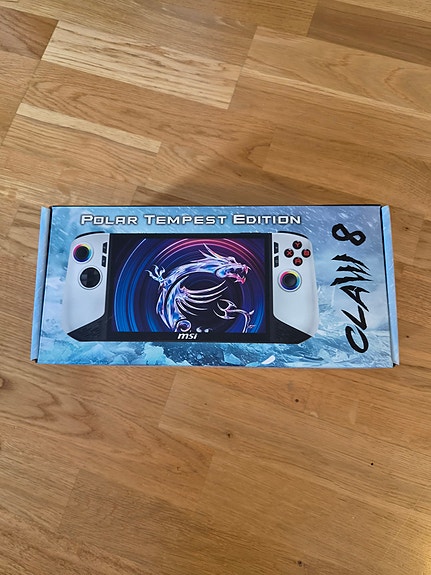 POLAR TEMPEST EDITION
msi
CLAW 8
Y
X B
A